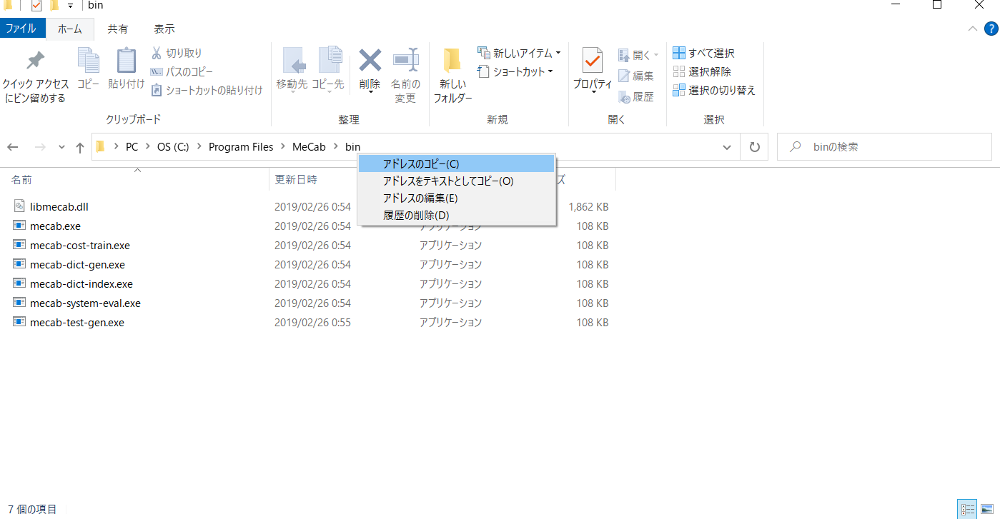 bin
ファイル ホーム 共有 表示
クイック アクセス
にピン留めする
コピー
貼り付け
切り取り
パスのコピー
ショートカットの貼り付け
クリップボード
移動先
コピー先
削除
名前の
変更
整理
新しい
フォルダー
新しいアイテム
ショートカット
新規
プロパティ
開く
編集
履歴
開く
すべて選択
選択解除
選択の切り替え
選択
PC OS (C:) Program Files MeCab bin
binの検索
アドレスのコピー(C)
アドレスをテキストとしてコピー(O)
アドレスの編集(E)
履歴の削除(D)
名前 更新日時 ズ
libmecab.dll 2019/02/26 0:54 1,862 KB
mecab.exe 2019/02/26 0:54 アプリケーション 108 KB
mecab-cost-train.exe 2019/02/26 0:54 アプリケーション 108 KB
mecab-dict-gen.exe 2019/02/26 0:54 アプリケーション 108 KB
mecab-dict-index.exe 2019/02/26 0:54 アプリケーション 108 KB
mecab-system-eval.exe 2019/02/26 0:54 アプリケーション 108 KB
mecab-test-gen.exe 2019/02/26 0:55 アプリケーション 108 KB
7 個の項目